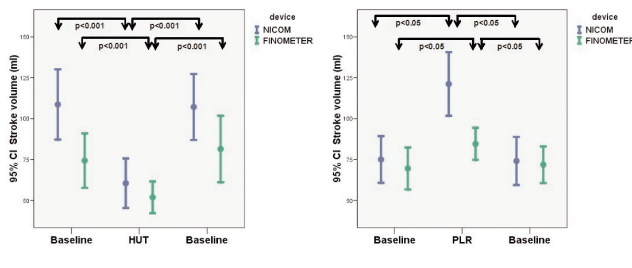 p<0.001 p<0.001
p<0.001 p<0.001
device
NICOM
FINOMETER
95% CI Stroke volume (ml)
150
125
100
75
50
Baseline HUT Baseline
p<0.05 p<0.05
p<0.05 p<0.05
device
NICOM
FINOMETER
95% CI Stroke volume (ml)
150
125
100
75
50
Baseline PLR Baseline